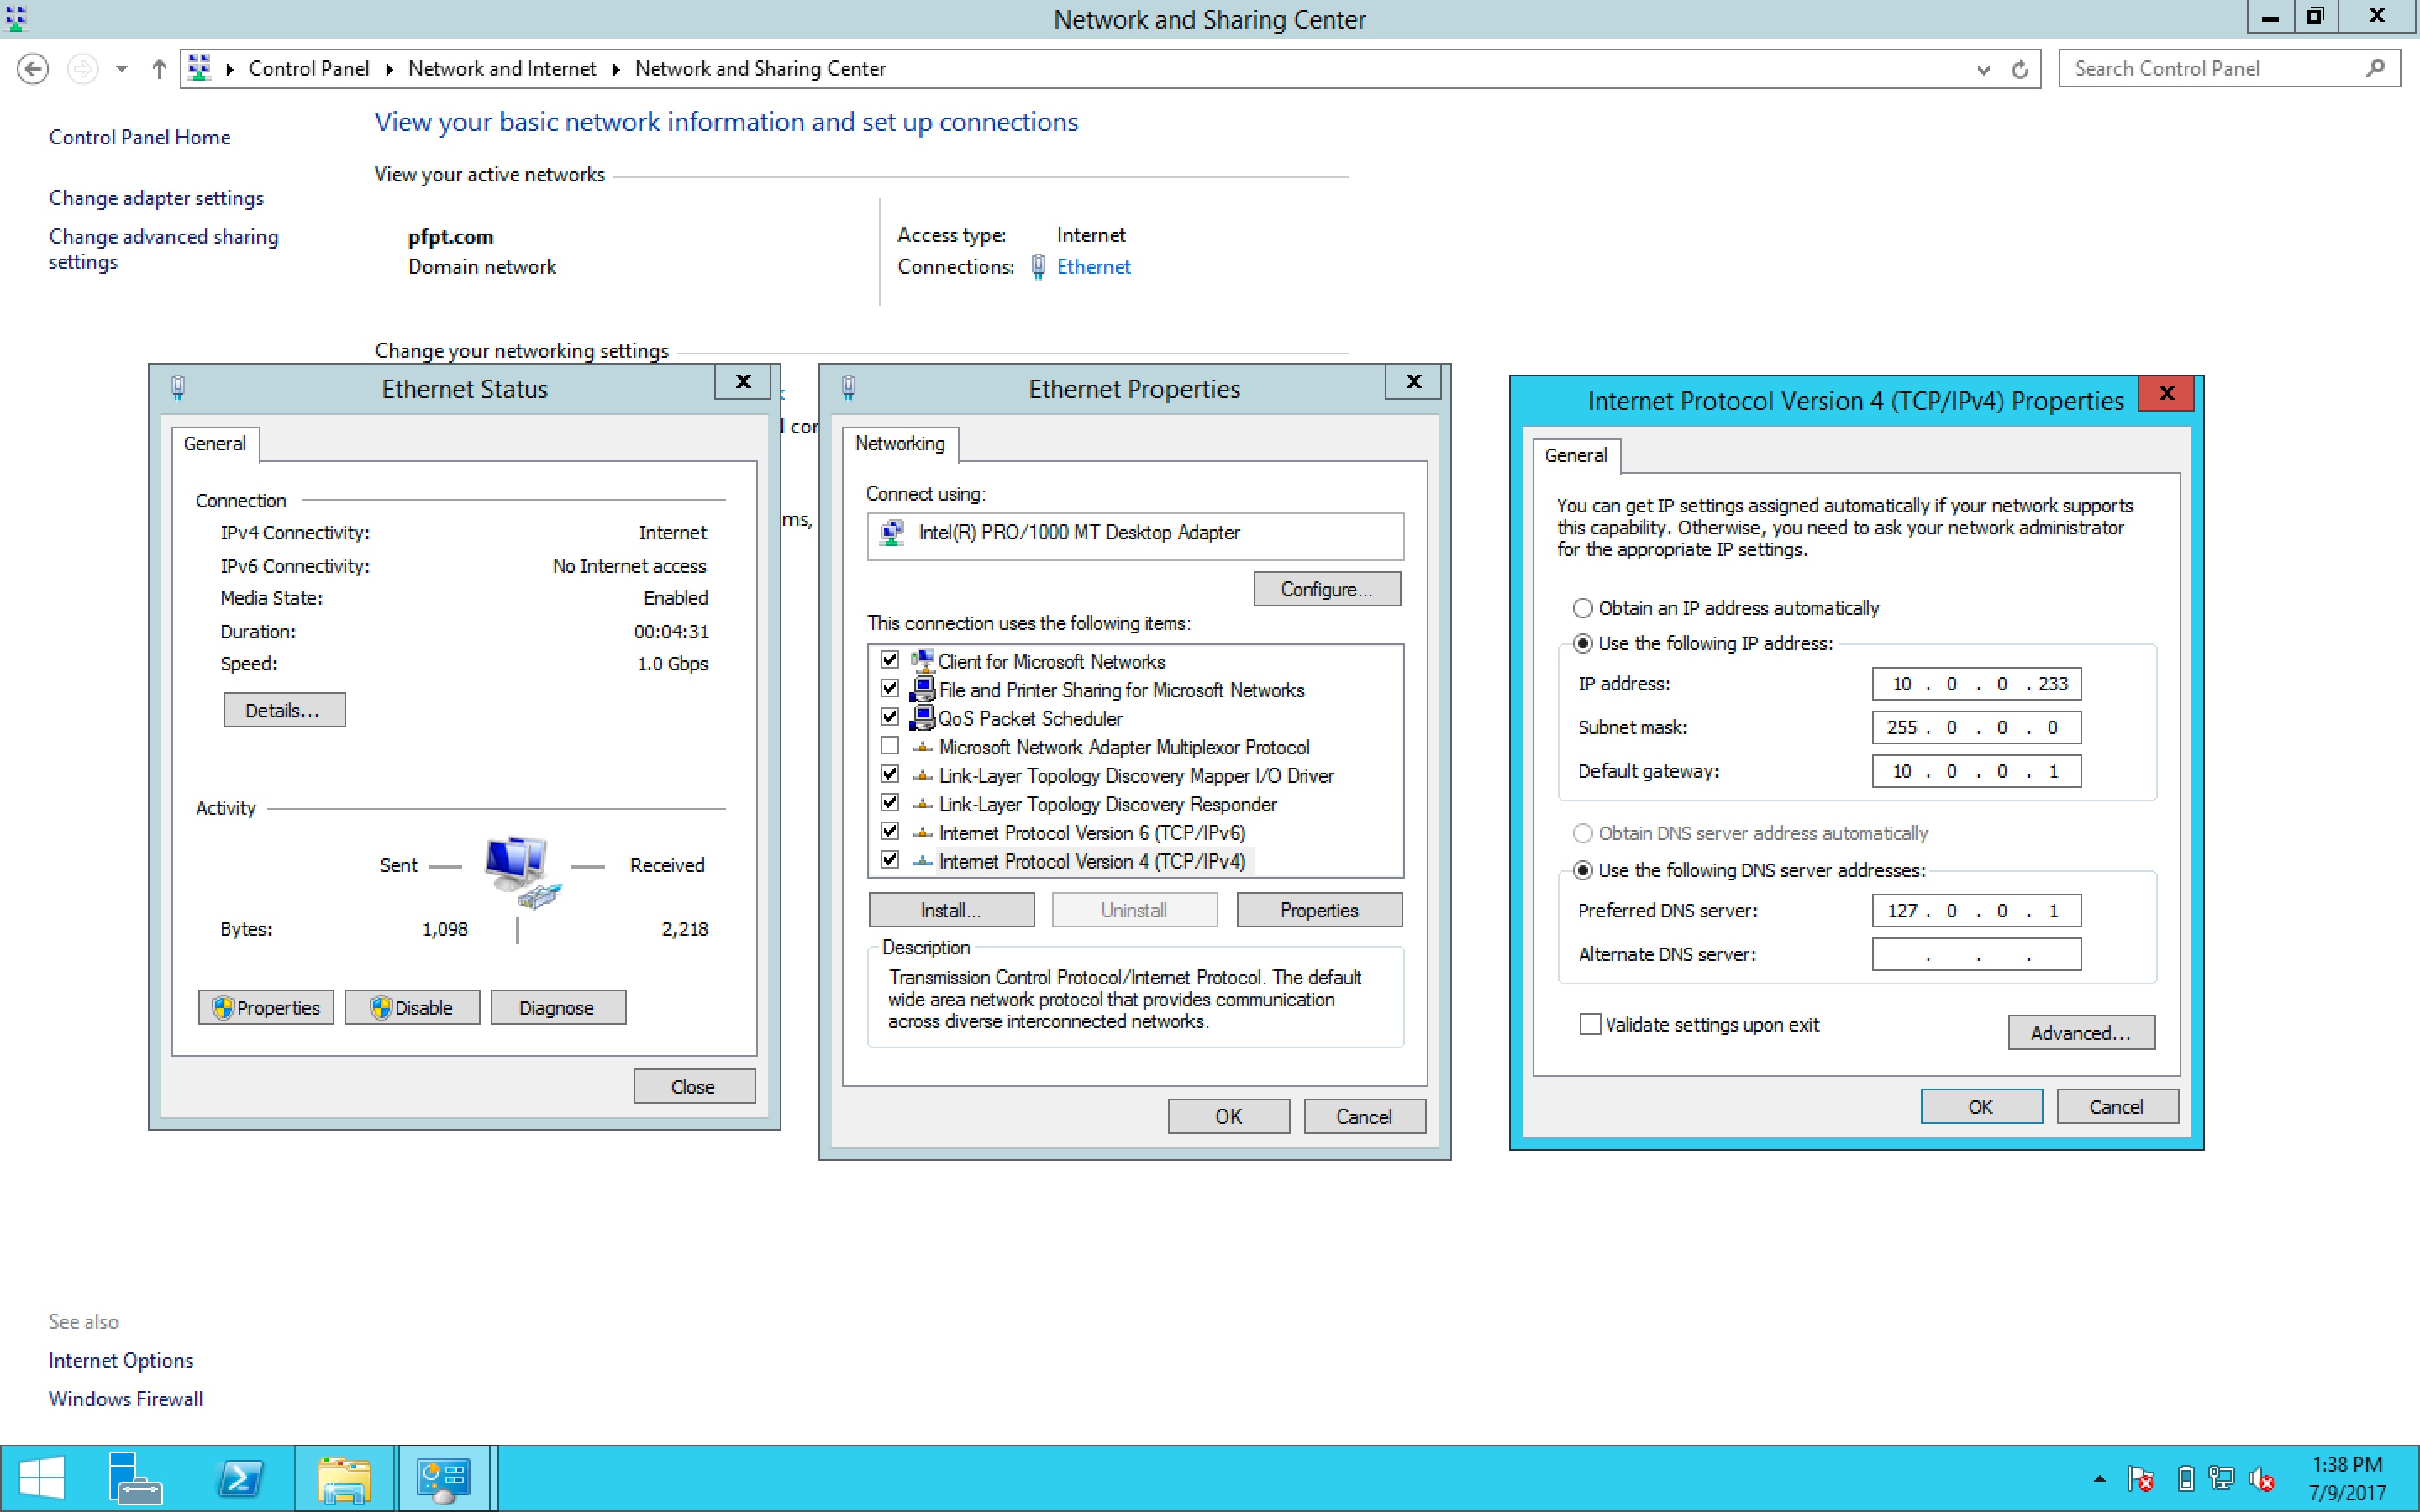 Network and Sharing Center
Control Panel
Network and Internet
Network and Sharing Center
Search Control Panel
Control Panel Home
Change adapter settings
Change advanced sharing
settings
View your basic network information and set up connections
View your active networks
pfpt.com
Domain network
Access type: Internet
Connections: Ethernet
Change your networking settings
Ethernet Status
General
Connection
IPv4 Connectivity: Internet
IPv6 Connectivity: No Internet access
Media State: Enabled
Duration: 00:04:31
Speed: 1.0 Gbps
Details...
Activity
Sent Received
Bytes: 1,098 2,218
Properties Disable Diagnose
Close
Ethernet Properties
Networking
Connect using:
Intel(R) PRO/1000 MT Desktop Adapter
Configure...
This connection uses the following items:
Client for Microsoft Networks
File and Printer Sharing for Microsoft Networks
QoS Packet Scheduler
Microsoft Network Adapter Multiplexor Protocol
Link-Layer Topology Discovery Mapper I/O Driver
Link-Layer Topology Discovery Responder
Internet Protocol Version 6 (TCP/IPv6)
Internet Protocol Version 4 (TCP/IPv4)
Install... Uninstall Properties
Description
Transmission Control Protocol/Internet Protocol. The default
wide area network protocol that provides communication
across diverse interconnected networks.
OK Cancel
Internet Protocol Version 4 (TCP/IPv4) Properties
General
You can get IP settings assigned automatically if your network supports
this capability. Otherwise, you need to ask your network administrator
for the appropriate IP settings.
Obtain an IP address automatically
Use the following IP address:
IP address: 10 . 0 . 0 . 233
Subnet mask: 255 . 0 . 0 . 0
Default gateway: 10 . 0 . 0 . 1
Obtain DNS server address automatically
Use the following DNS server addresses:
Preferred DNS server: 127 . 0 . 0 . 1
Alternate DNS server: . . .
Validate settings upon exit
Advanced...
OK Cancel
See also
Internet Options
Windows Firewall
1:38 PM
7/9/2017